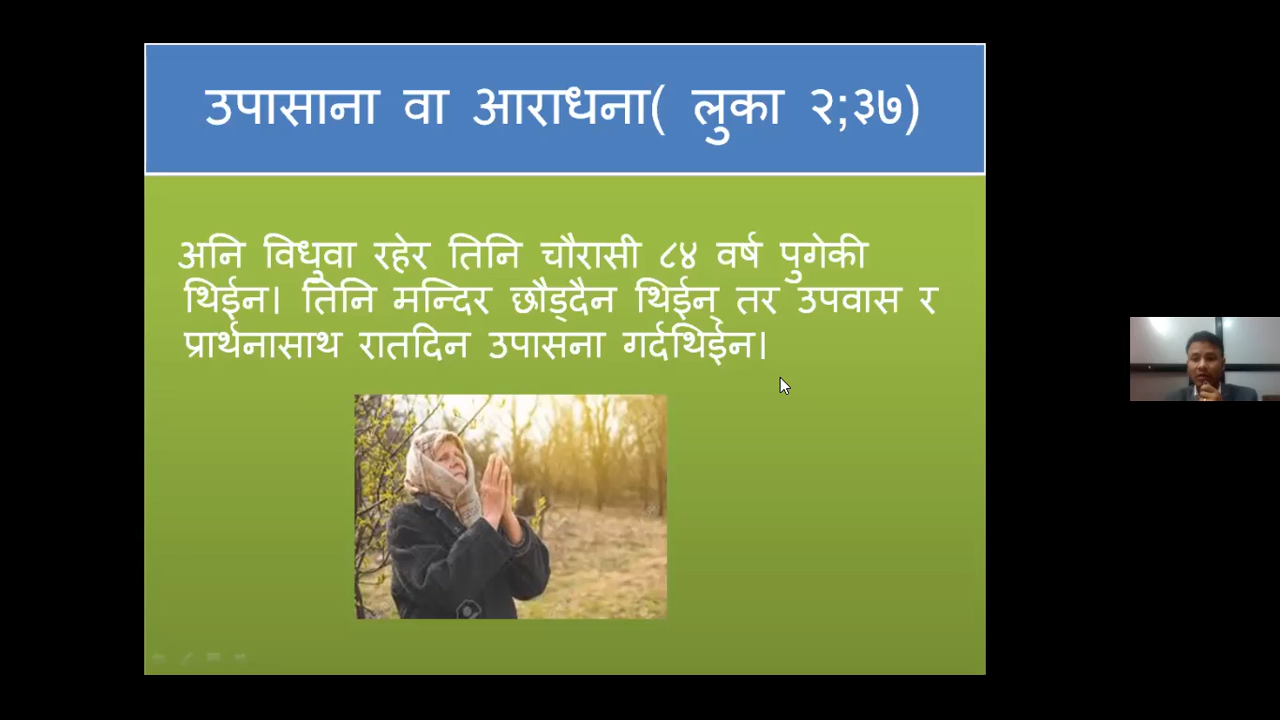 उपासाना वा आराधना( लुका २;३७)
अनि विधुवा रहेर तिनि चौरासी ८४ वर्ष पुगेकी
थिईन। तिनि मन्दिर छौड्दैन थिईन् तर उपवास र
प्रार्थनासाथ रातदिन उपासना गर्दथिईन।